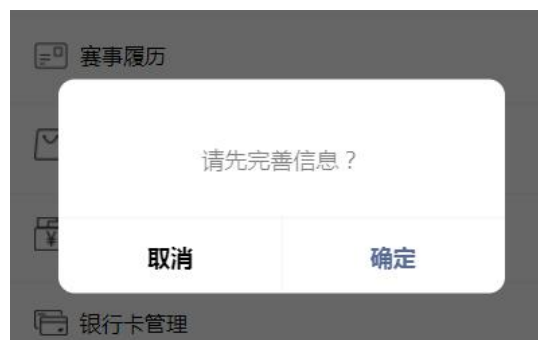 赛事履历
请先完善信息？
取消
确定
银行卡管理